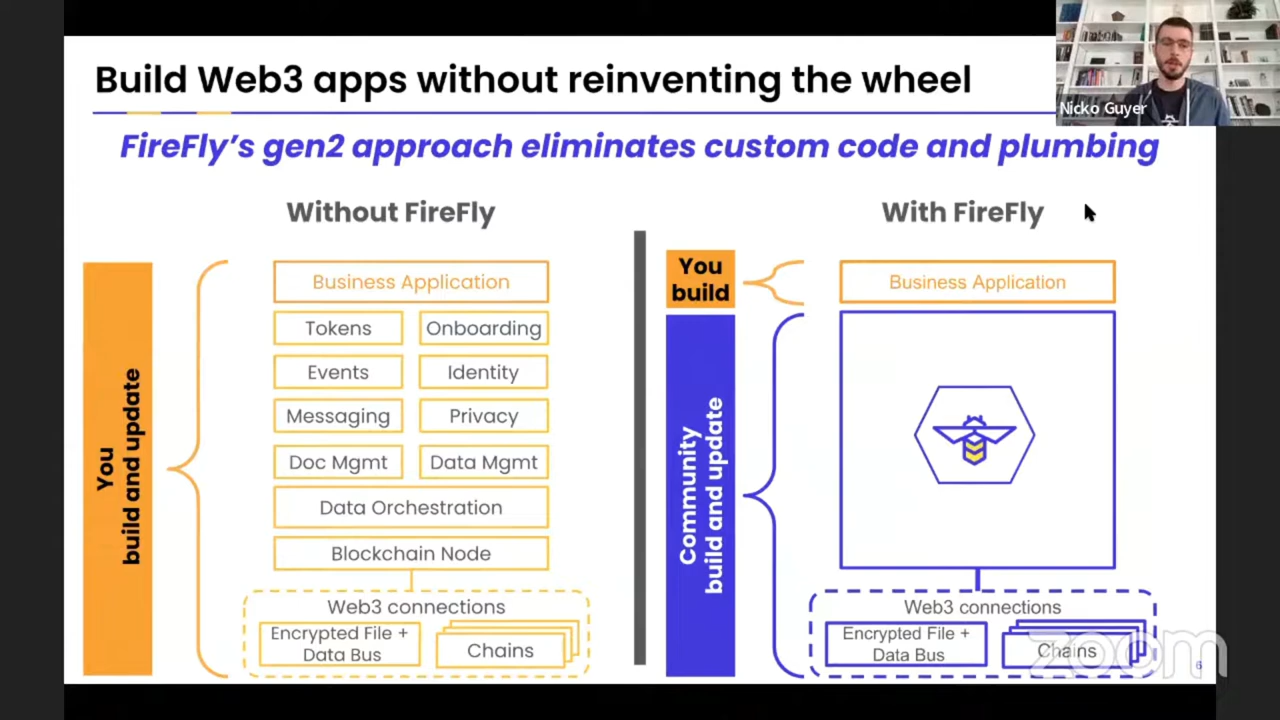 Build Web3 apps without reinventing the wheel
Nicko Guyer
FireFly's gen2 approach eliminates custom code and plumbing
Without FireFly
You
build and update
Business Application
Tokens
Onboarding
Events
Identity
Messaging
Privacy
Doc Mgmt
Data Mgmt
Data Orchestration
Blockchain Node
Web3 connections
Encrypted File +
Data Bus
Chains
With FireFly
You
build
Business Application
Community
build and update
Web3 connections
Encrypted File +
Data Bus
Chains
zoom
6